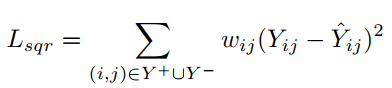 $L_{sqr} = \sum_{(i,j) \in Y^+ \cup Y^-} w_{ij} (Y_{ij} - \hat{Y}_{ij})^2$